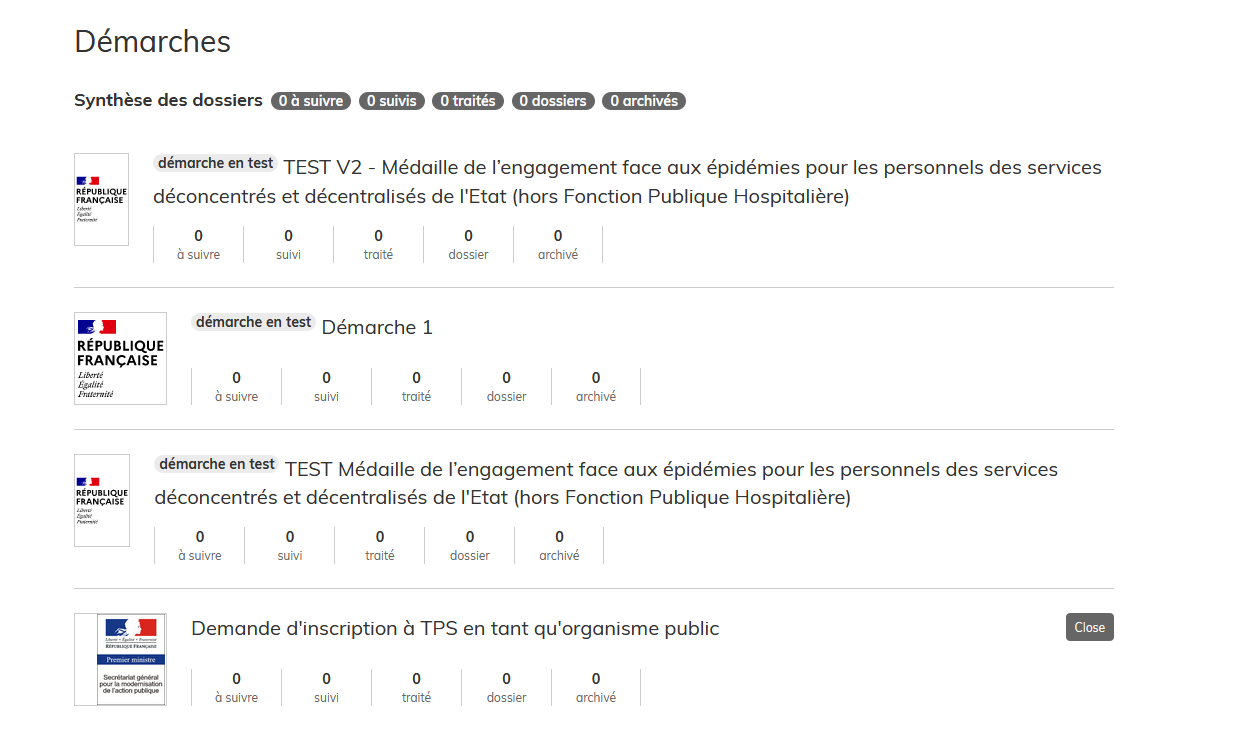 Démarches
Synthèse des dossiers 0 à suivre 0 suivis 0 traités 0 dossiers 0 archivés
RÉPUBLIQUE
FRANÇAISE
Liberté
Égalité
Fraternité
démarche en test TEST V2 - Médaille de l’engagement face aux épidémies pour les personnels des services
déconcentrés et décentralisés de l'Etat (hors Fonction Publique Hospitalière)
0 0 0 0 0
à suivre suivi traité dossier archivé
RÉPUBLIQUE
FRANÇAISE
Liberté
Égalité
Fraternité
démarche en test Démarche 1
0 0 0 0 0
à suivre suivi traité dossier archivé
RÉPUBLIQUE
FRANÇAISE
Liberté
Égalité
Fraternité
démarche en test TEST Médaille de l’engagement face aux épidémies pour les personnels des services
déconcentrés et décentralisés de l'Etat (hors Fonction Publique Hospitalière)
0 0 0 0 0
à suivre suivi traité dossier archivé
Liberté • Égalité • Fraternité
RÉPUBLIQUE FRANÇAISE
Premier ministre
Secrétariat général
pour la modernisation
de l'action publique
Demande d'inscription à TPS en tant qu'organisme public
Close
0 0 0 0 0
à suivre suivi traité dossier archivé